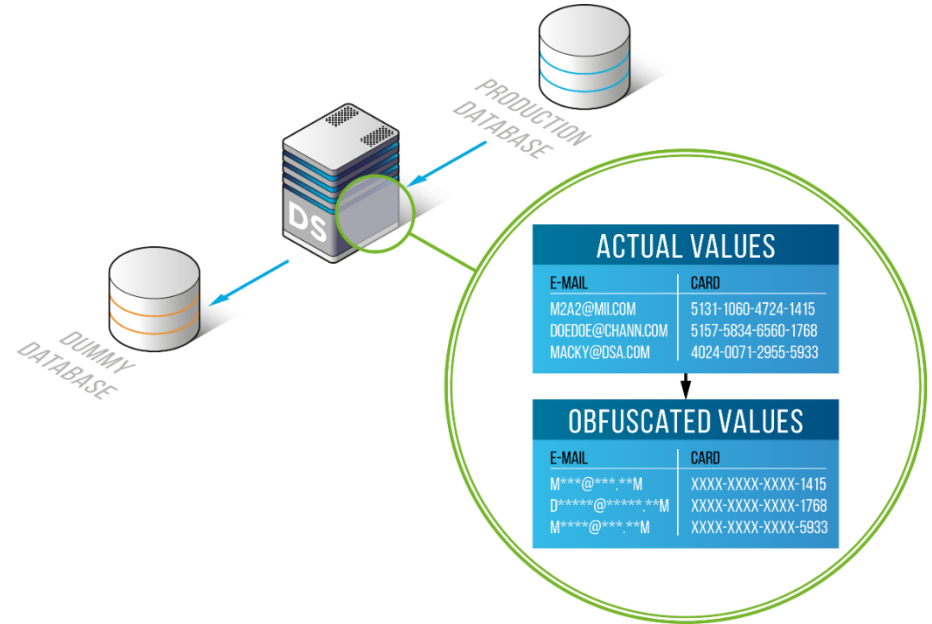 PRODUCTION
DATABASE
DS
DUMMY
DATABASE
ACTUAL VALUES
E-MAIL CARD
M2A2@MII.COM 5131-1060-4724-1415
DOEDOE@CHANN.COM 5157-5834-6560-1768
MACKY@DSA.COM 4024-0071-2955-5933
OBFUSCATED VALUES
E-MAIL CARD
M***@***.**M XXXX-XXXX-XXXX-1415
D*****@*****.**M XXXX-XXXX-XXXX-1768
M****@***.**M XXXX-XXXX-XXXX-5933